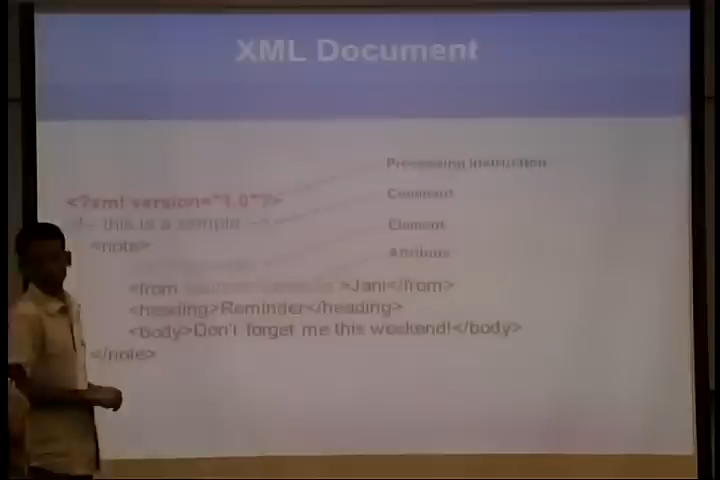 XML Document
Processing Instruction
<?xml version="1.0"?>
Comment
<!-- this is a sample -->
Element
<note>
Attribute
<from >Jani</from>
<heading>Reminder</heading>
<body>Don't forget me this weekend!</body>
</note>